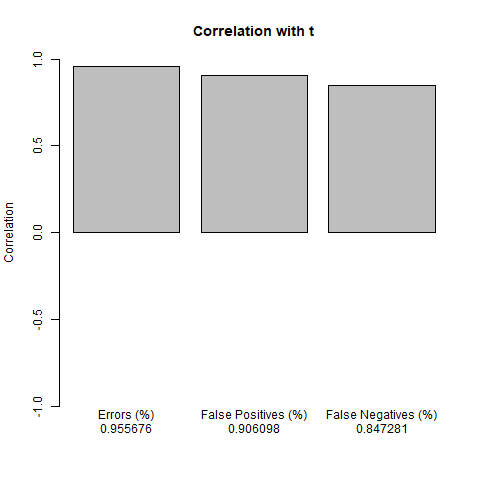 Correlation with t
Correlation
1.0
0.5
0.0
-0.5
-1.0
Errors (%)
0.955676
False Positives (%)
0.906098
False Negatives (%)
0.847281